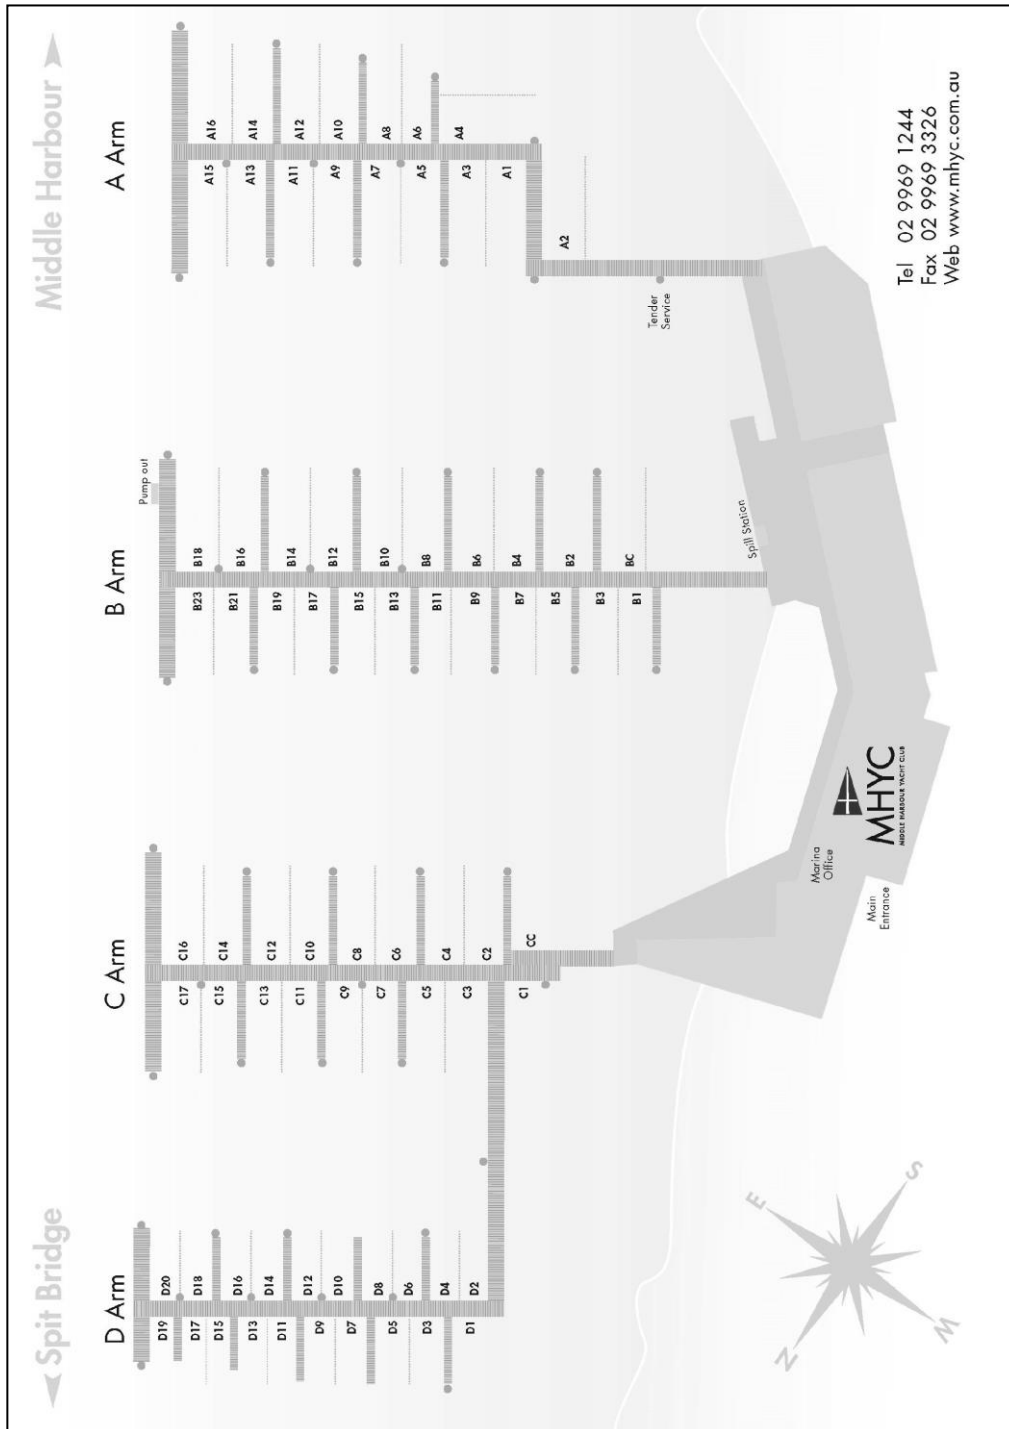 Spit Bridge
Middle Harbour
D Arm
C Arm
B Arm
A Arm
D19
D17
D15
D13
D11
D9
D7
D5
D3
D1
D20
D18
D16
D14
D12
D10
D8
D6
D4
D2
C17
C15
C13
C11
C9
C7
C5
C3
C1
C16
C14
C12
C10
C8
C6
C4
C2
CC
Pump out
B23
B21
B19
B17
B15
B13
B11
B9
B7
B5
B3
B1
B18
B16
B14
B12
B10
B8
B6
B4
B2
BC
A15
A13
A11
A9
A7
A5
A3
A1
A16
A14
A12
A10
A8
A6
A4
A2
Tender
Service
Spill Station
Marina
Office
Main
Entrance
MHYC
MIDDLE HARBOUR YACHT CLUB
N
E
S
W
Tel 02 9969 1244
Fax 02 9969 3326
Web www.mhyc.com.au